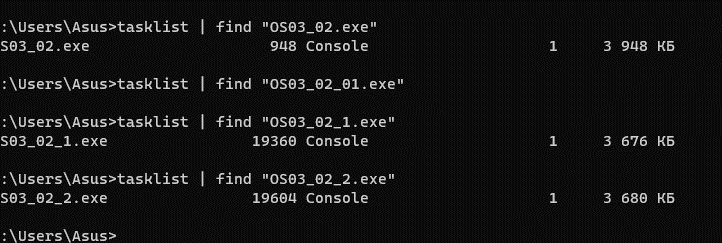 :\Users\Asus>tasklist | find "OS03_02.exe"
S03_02.exe                    948 Console                    1     3 948 КБ
:\Users\Asus>tasklist | find "OS03_02_01.exe"
:\Users\Asus>tasklist | find "OS03_02_1.exe"
S03_02_1.exe                19360 Console                    1     3 676 КБ
:\Users\Asus>tasklist | find "OS03_02_2.exe"
S03_02_2.exe                19604 Console                    1     3 680 КБ
:\Users\Asus>